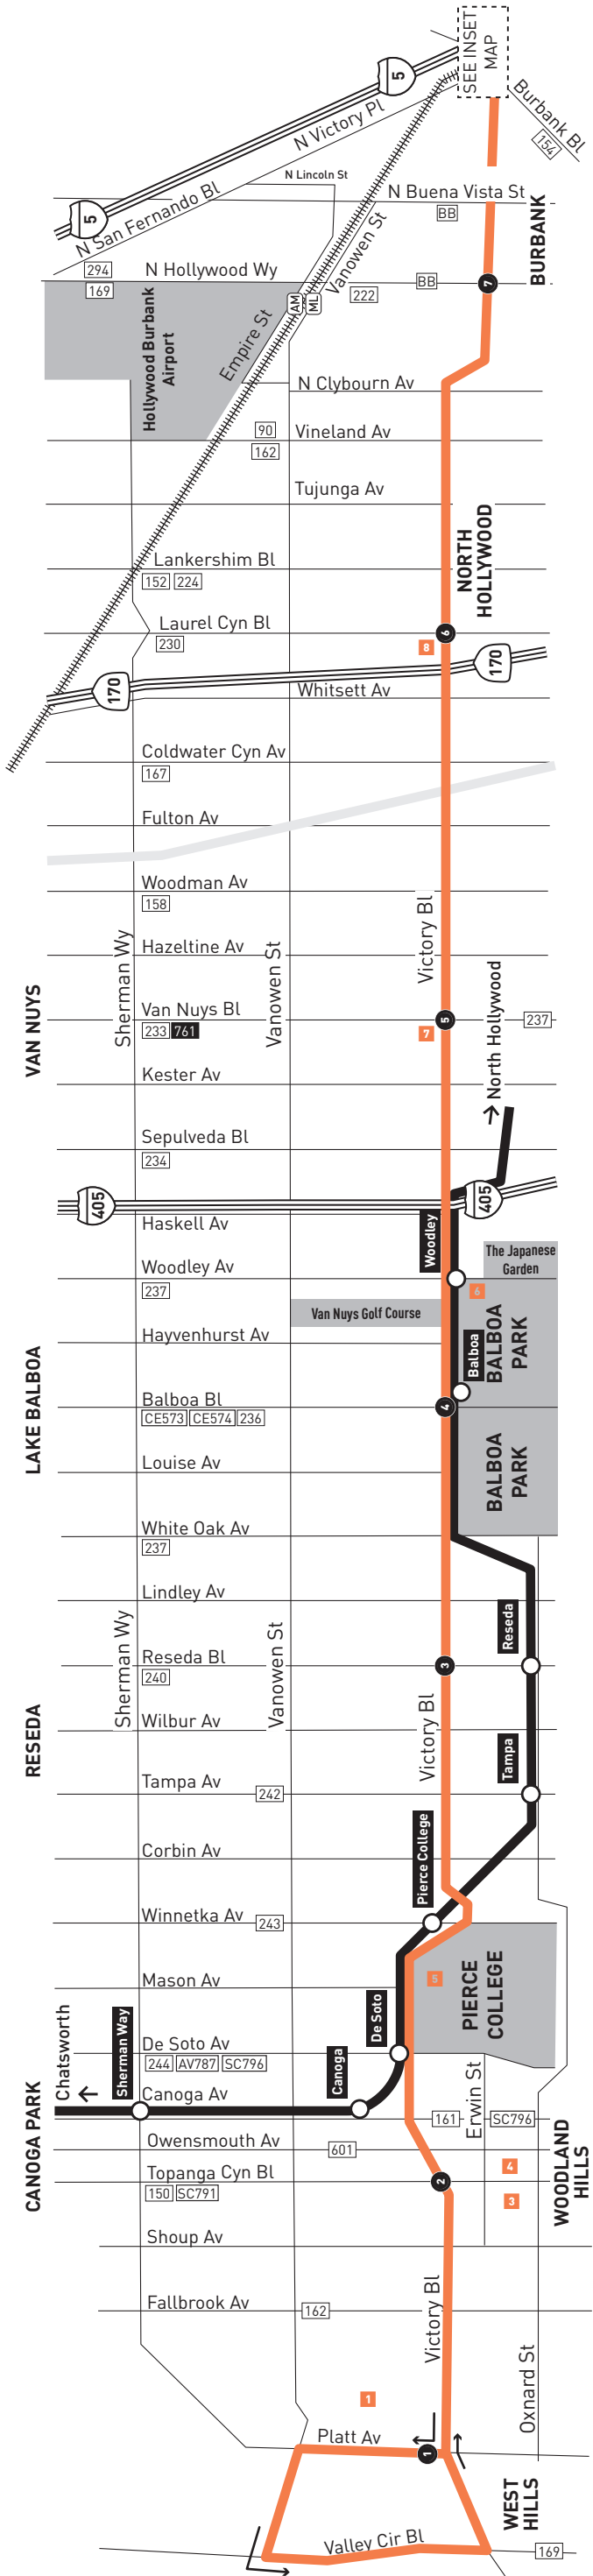 SEE INSET
MAP
5
Burbank Bl
154
N Victory Pl
N Lincoln St
N Buena Vista St
BB
5
N San Fernando Bl
Vanowen St
BURBANK
294
N Hollywood Wy
169
BB
222
7
AM
ML
Hollywood Burbank
Airport
Empire St
N Clybourn Av
90
Vineland Av
162
Tujunga Av
NORTH
HOLLYWOOD
Lankershim Bl
152
224
Laurel Cyn Bl
230
6
8
170
170
Whitsett Av
Coldwater Cyn Av
167
Fulton Av
Woodman Av
158
Victory Bl
Hazeltine Av
Sherman Wy
Vanowen St
VAN NUYS
Van Nuys Bl
233
761
5
7
237
North Hollywood
Kester Av
Sepulveda Bl
234
405
405
Haskell Av
Woodley
Woodley Av
237
The Japanese
Garden
6
Van Nuys Golf Course
Hayvenhurst Av
Balboa
BALBOA
PARK
LAKE BALBOA
Balboa Bl
CE573
CE574
236
4
Louise Av
BALBOA
PARK
White Oak Av
237
Lindley Av
Reseda
Sherman Wy
Vanowen St
Reseda Bl
240
3
Wilbur Av
Victory Bl
RESEDA
Tampa
Tampa Av
242
Corbin Av
Pierce College
Winnetka Av
243
Mason Av
5
PIERCE
COLLEGE
Chatsworth
Sherman Way
De Soto
De Soto Av
244
AV787
SC796
Canoga
Canoga Av
Erwin St
161
SC796
CANOGA PARK
Owensmouth Av
601
Topanga Cyn Bl
150
SC791
2
4
3
WOODLAND
HILLS
Shoup Av
Fallbrook Av
162
Victory Bl
Oxnard St
1
Platt Av
1
WEST
HILLS
Valley Cir Bl
169